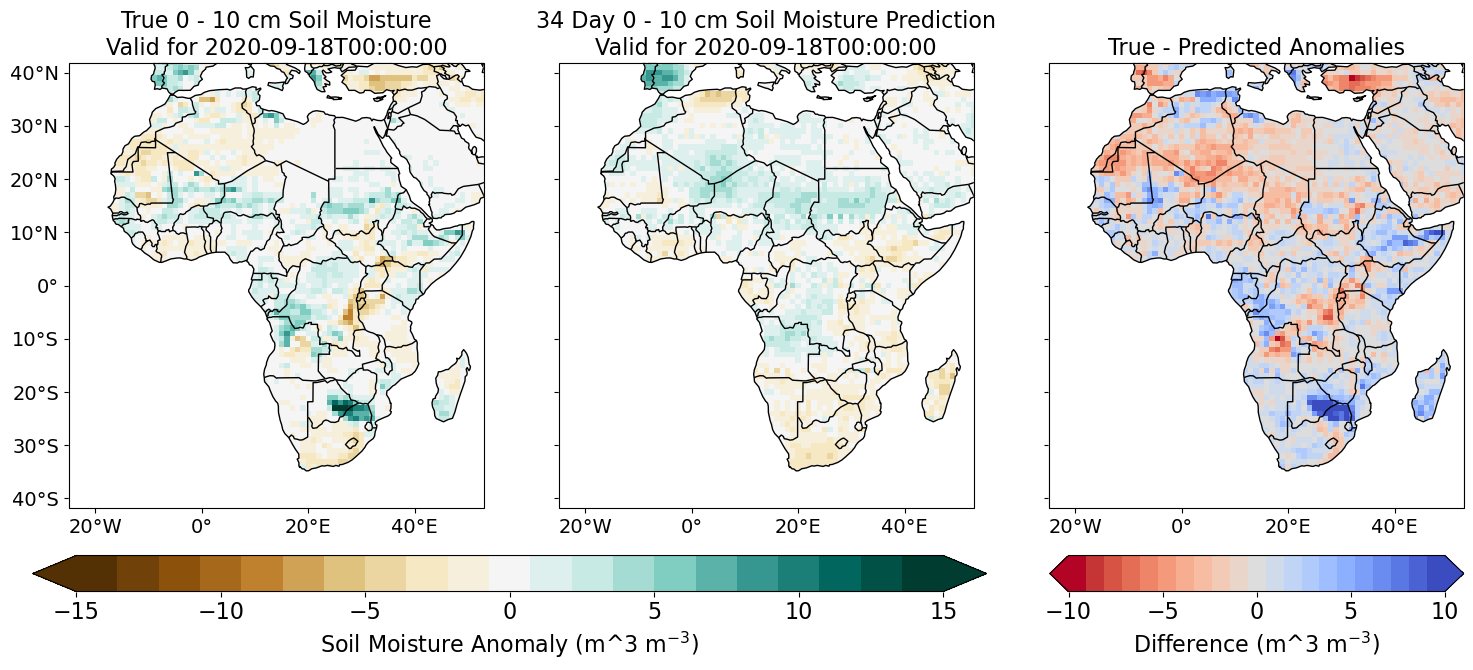 True 0 - 10 cm Soil Moisture
Valid for 2020-09-18T00:00:00
34 Day 0 - 10 cm Soil Moisture Prediction
Valid for 2020-09-18T00:00:00
True - Predicted Anomalies
40°N
30°N
20°N
10°N
0°
10°S
20°S
30°S
40°S
20°W 0° 20°E 40°E
20°W 0° 20°E 40°E
20°W 0° 20°E 40°E
−15 −10 −5 0 5 10 15
Soil Moisture Anomaly (m^3 m⁻³)
−10 −5 0 5 10
Difference (m^3 m⁻³)